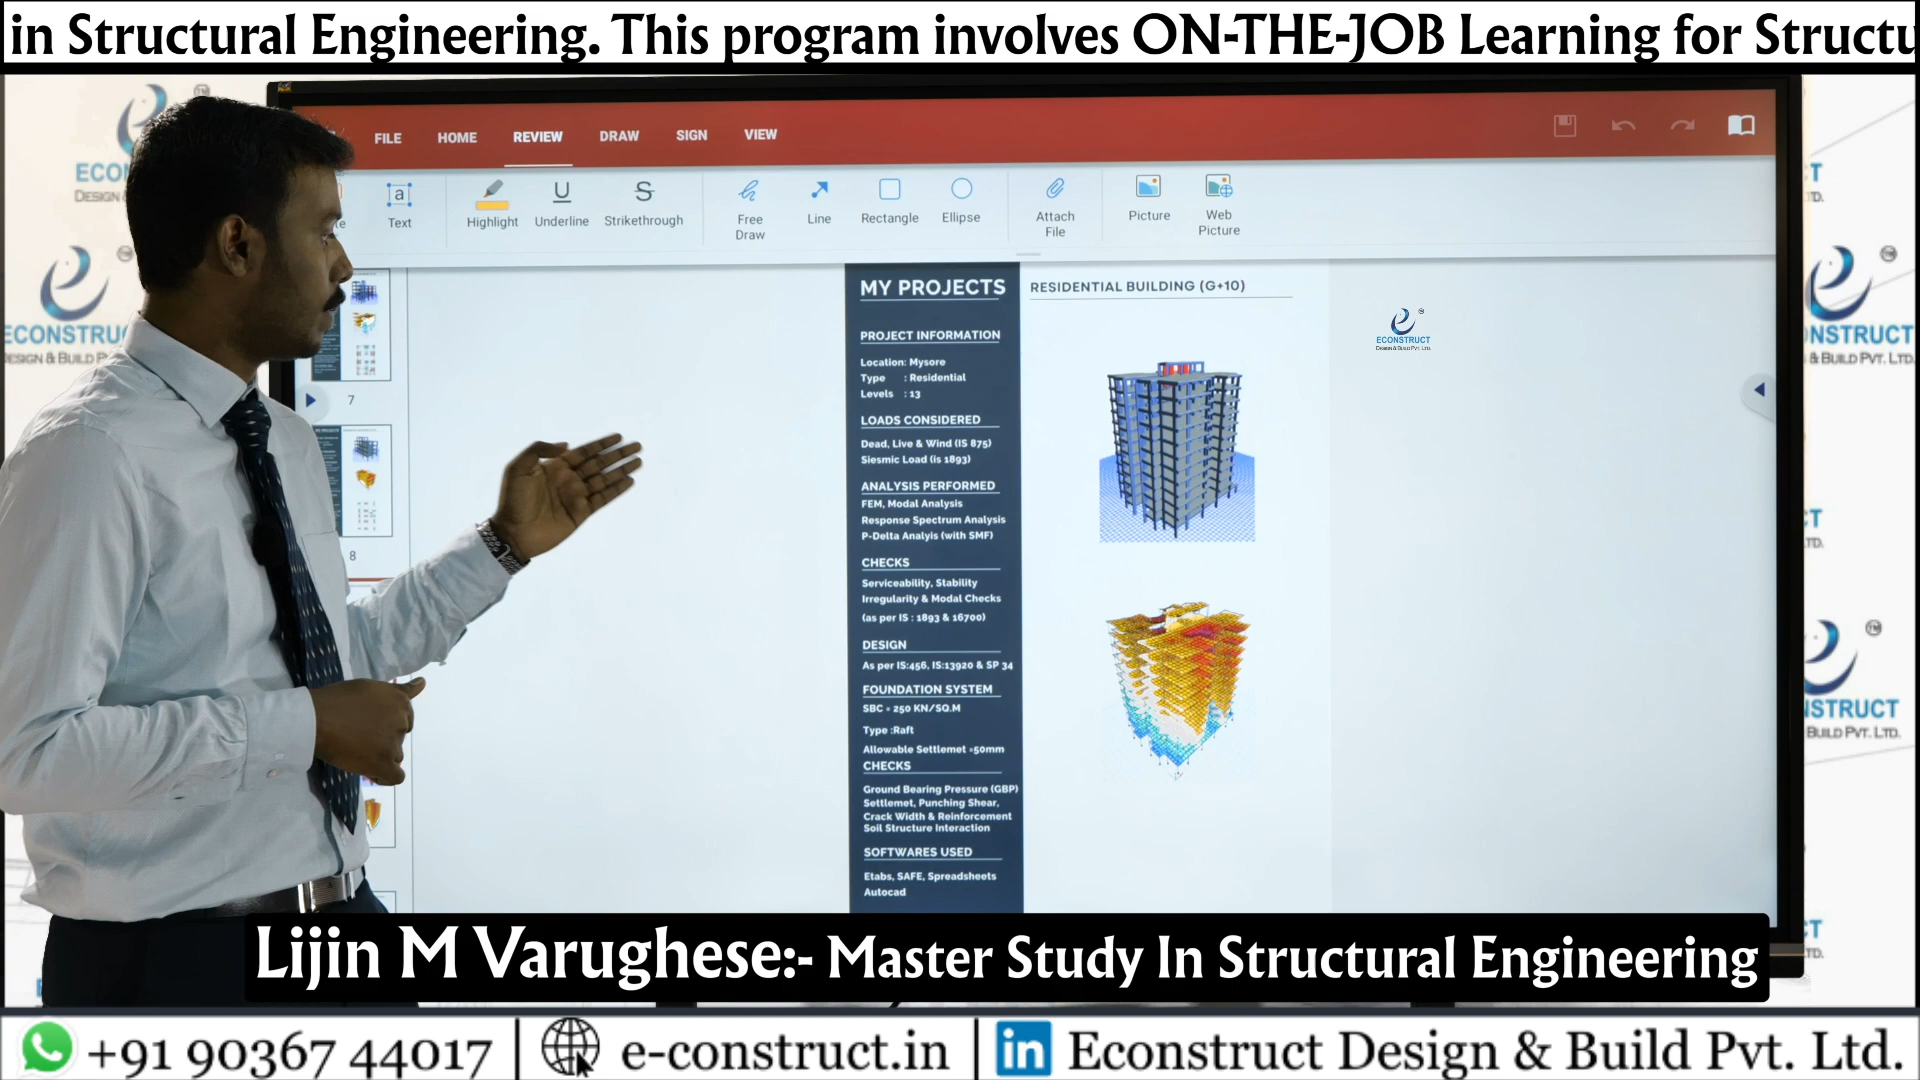 in Structural Engineering. This program involves ON-THE-JOB Learning for Structu
FILE HOME REVIEW DRAW SIGN VIEW
Text Highlight Underline Strikethrough Free Draw Line Rectangle Ellipse Attach File Picture Web Picture
MY PROJECTS
RESIDENTIAL BUILDING (G+10)
PROJECT INFORMATION
Location: Mysore
Type : Residential
Levels : 13
LOADS CONSIDERED
Dead, Live & Wind (IS 875)
Siesmic Load (is 1893)
ANALYSIS PERFORMED
FEM, Modal Analysis
Response Spectrum Analysis
P-Delta Analyis (with SMF)
CHECKS
Serviceability, Stability
Irregularity & Modal Checks
(as per IS : 1893 & 16700)
DESIGN
As per IS:456, IS:13920 & SP 34
FOUNDATION SYSTEM
SBC = 250 KN/SQ.M
Type :Raft
Allowable Settlemet =50mm
CHECKS
Ground Bearing Pressure (GBP)
Settlemet, Punching Shear,
Crack Width & Reinforcement
Soil Structure Interaction
SOFTWARES USED
Etabs, SAFE, Spreadsheets
Autocad
ECONSTRUCT
DESIGN & BUILD PVT. LTD.
7
8
Lijin M Varughese:- Master Study In Structural Engineering
+91 90367 44017 | e-construct.in | in Econstruct Design & Build Pvt. Ltd.